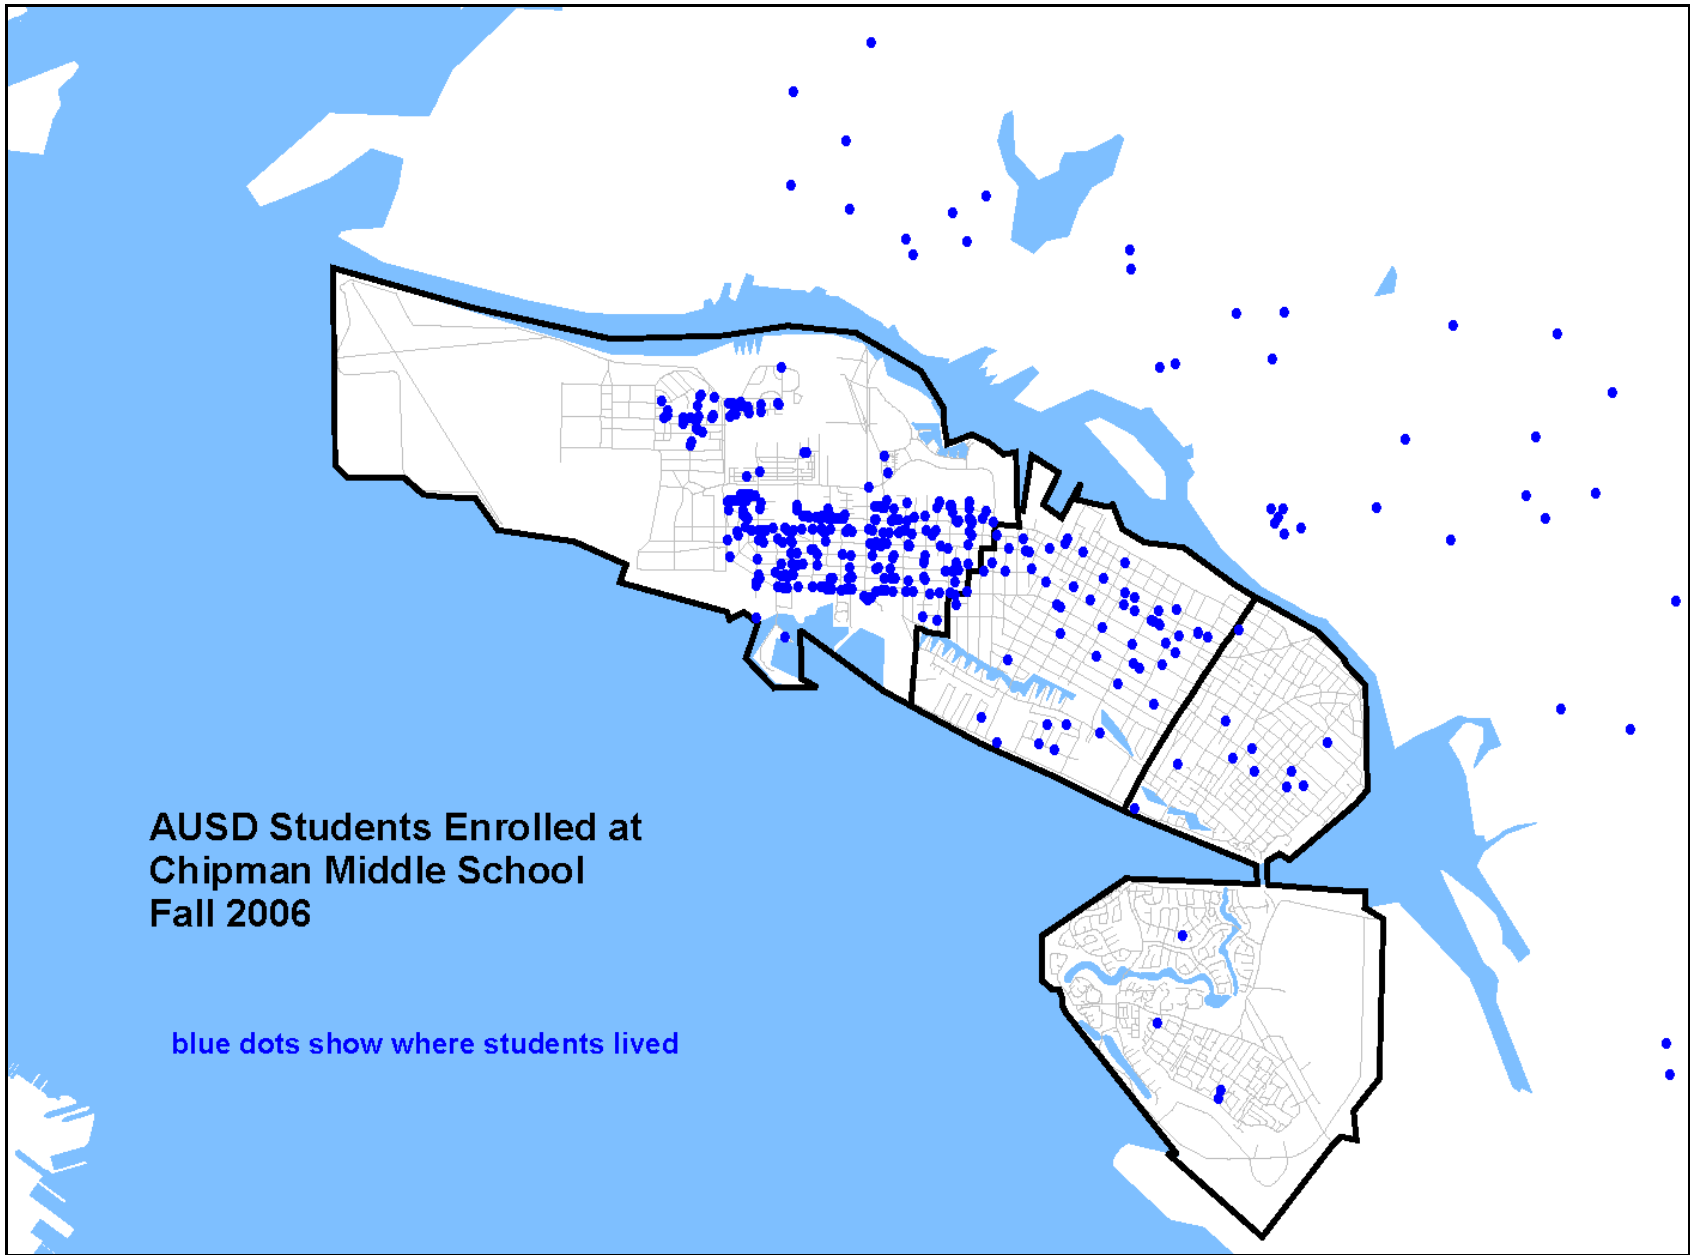 AUSD Students Enrolled at
Chipman Middle School
Fall 2006
blue dots show where students lived